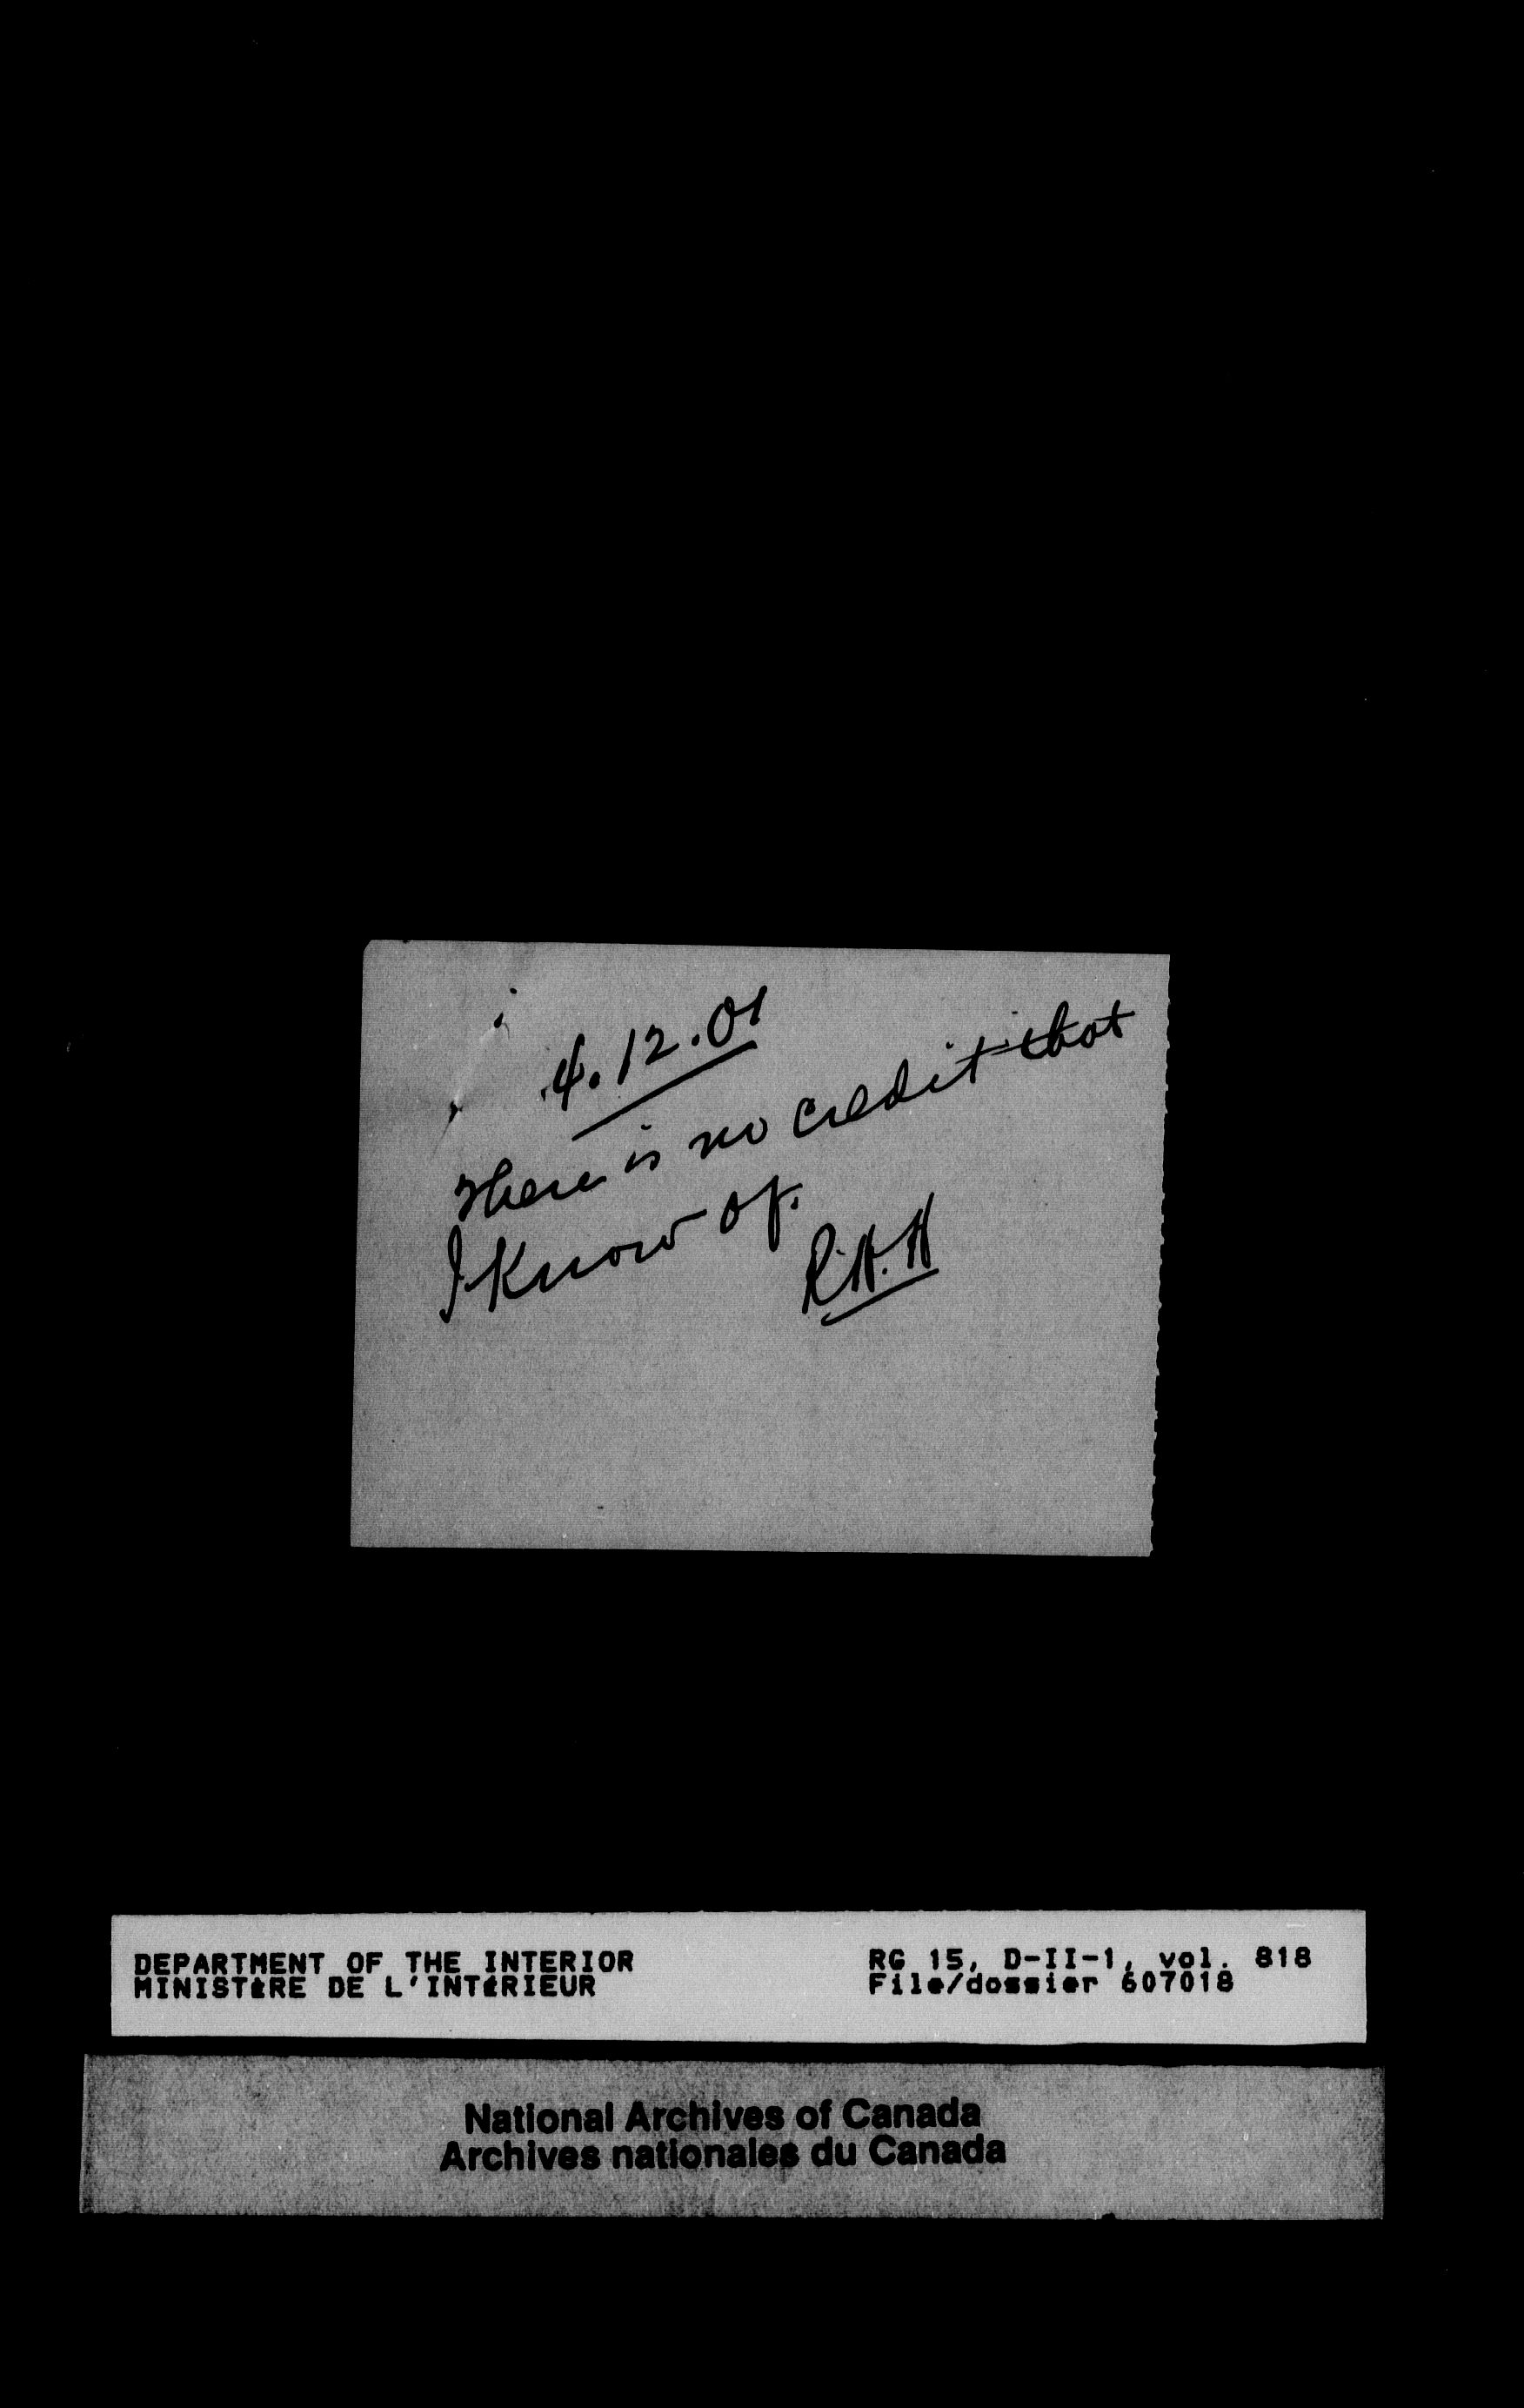 4.12.01
There is no credit that
I know of.
R.H.H
DEPARTMENT OF THE INTERIOR
MINISTèRE DE L'INTéRIEUR
RG 15, D-II-1, vol. 818
File/dossier 607018
National Archives of Canada
Archives nationales du Canada